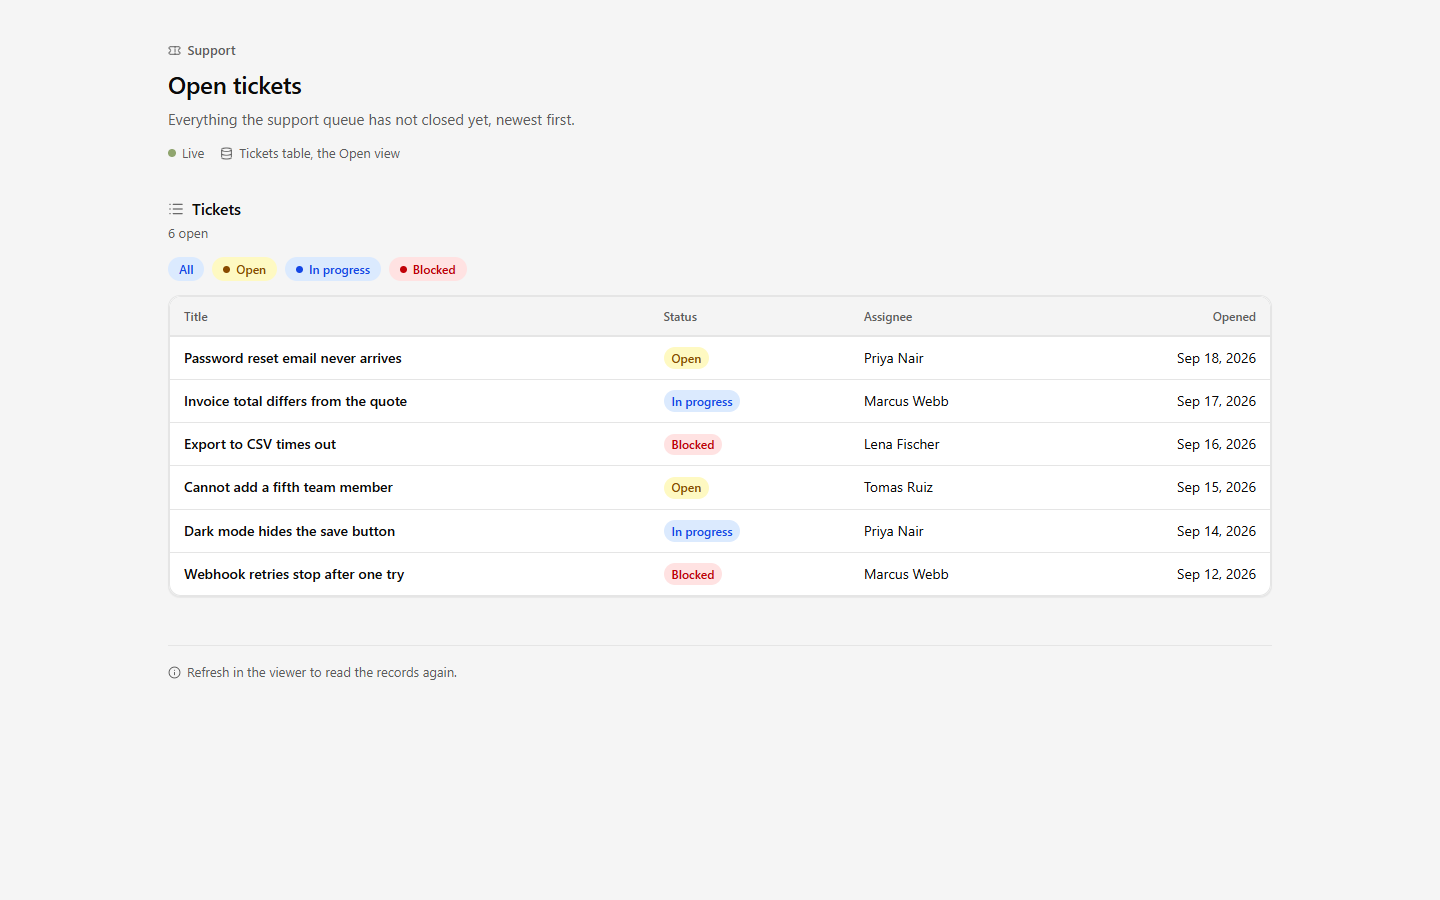 Support
Open tickets
Everything the support queue has not closed yet, newest first.
Live Tickets table, the Open view
Tickets
6 open
All Open In progress Blocked
Title Status Assignee Opened
Password reset email never arrives Open Priya Nair Sep 18, 2026
Invoice total differs from the quote In progress Marcus Webb Sep 17, 2026
Export to CSV times out Blocked Lena Fischer Sep 16, 2026
Cannot add a fifth team member Open Tomas Ruiz Sep 15, 2026
Dark mode hides the save button In progress Priya Nair Sep 14, 2026
Webhook retries stop after one try Blocked Marcus Webb Sep 12, 2026
Refresh in the viewer to read the records again.